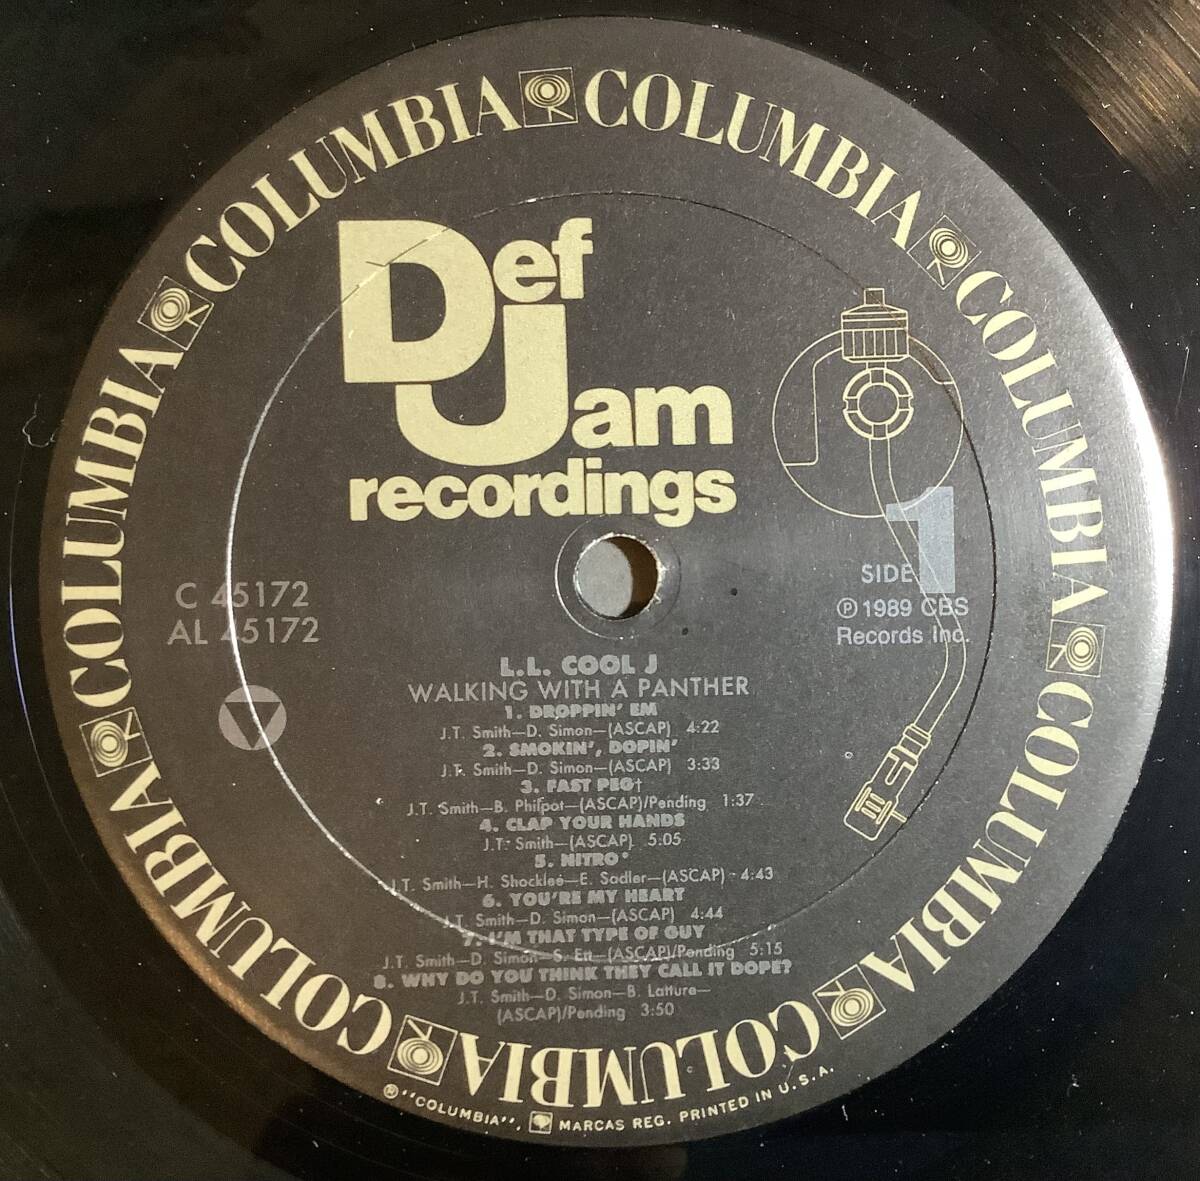 COLUMBIA COLUMBIA COLUMBIA COLUMBIA COLUMBIA COLUMBIA COLUMBIA COLUMBIA
Def
Jam
recordings
C 45172
AL 45172
SIDE 1
℗ 1989 CBS
Records Inc.
L.L. COOL J
WALKING WITH A PANTHER
1. DROPPIN' EM
J.T. Smith—D. Simon—(ASCAP) 4:22
2. SMOKIN', DOPIN'
J.T. Smith—D. Simon—(ASCAP) 3:33
3. FAST PEG†
J.T. Smith—B. Philpot—(ASCAP)/Pending 1:37
4. CLAP YOUR HANDS
J.T. Smith—(ASCAP) 5:05
5. NITRO*
J.T. Smith—H. Shocklee—E. Sadler—(ASCAP) 4:43
6. YOU'RE MY HEART
J.T. Smith—D. Simon—(ASCAP) 4:44
7. I'M THAT TYPE OF GUY
J.T. Smith—D. Simon—S. Ett—(ASCAP)/Pending 5:15
8. WHY DO YOU THINK THEY CALL IT DOPE?
J.T. Smith—D. Simon—B. Latture—
(ASCAP)/Pending 3:50
® "COLUMBIA", MARCAS REG. PRINTED IN U.S.A.